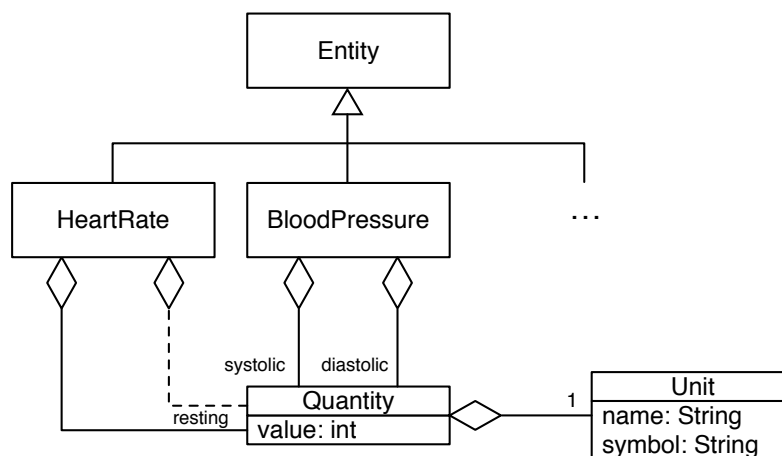 Entity
HeartRate
BloodPressure
...
systolic
diastolic
resting
Quantity
value: int
1
Unit
name: String
symbol: String